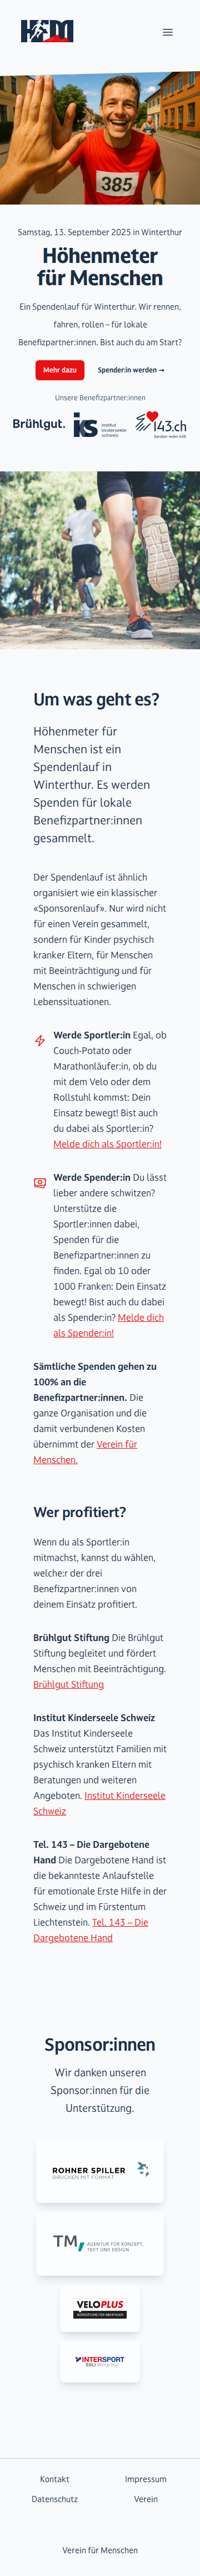 HFM
385
Samstag, 13. September 2025 in Winterthur
Höhenmeter
für Menschen
Ein Spendenlauf für Winterthur. Wir rennen,
fahren, rollen – für lokale
Benefizpartner:innen. Bist auch du am Start?
Mehr dazu
Spender:in werden →
Unsere Benefizpartner:innen
Brühlgut.
iks institut
kinderseele
schweiz
143.ch
Darüber reden hilft.
Um was geht es?
Höhenmeter für
Menschen ist ein
Spendenlauf in
Winterthur. Es werden
Spenden für lokale
Benefizpartner:innen
gesammelt.
Der Spendenlauf ist ähnlich
organisiert wie ein klassischer
«Sponsorenlauf». Nur wird nicht
für einen Verein gesammelt,
sondern für Kinder psychisch
kranker Eltern, für Menschen
mit Beeinträchtigung und für
Menschen in schwierigen
Lebenssituationen.
Werde Sportler:in Egal, ob
Couch-Potato oder
Marathonläufer:in, ob du
mit dem Velo oder dem
Rollstuhl kommst: Dein
Einsatz bewegt! Bist auch
du dabei als Sportler:in?
Melde dich als Sportler:in!
Werde Spender:in Du lässt
lieber andere schwitzen?
Unterstütze die
Sportler:innen dabei,
Spenden für die
Benefizpartner:innen zu
finden. Egal ob 10 oder
1000 Franken: Dein Einsatz
bewegt! Bist auch du dabei
als Spender:in? Melde dich
als Spender:in!
Sämtliche Spenden gehen zu
100% an die
Benefizpartner:innen. Die
ganze Organisation und die
damit verbundenen Kosten
übernimmt der Verein für
Menschen.
Wer profitiert?
Wenn du als Sportler:in
mitmachst, kannst du wählen,
welche:r der drei
Benefizpartner:innen von
deinem Einsatz profitiert.
Brühlgut Stiftung Die Brühlgut
Stiftung begleitet und fördert
Menschen mit Beeinträchtigung.
Brühlgut Stiftung
Institut Kinderseele Schweiz
Das Institut Kinderseele
Schweiz unterstützt Familien mit
psychisch kranken Eltern mit
Beratungen und weiteren
Angeboten. Institut Kinderseele
Schweiz
Tel. 143 – Die Dargebotene
Hand Die Dargebotene Hand ist
die bekannteste Anlaufstelle
für emotionale Erste Hilfe in der
Schweiz und im Fürstentum
Liechtenstein. Tel. 143 – Die
Dargebotene Hand
Sponsor:innen
Wir danken unseren
Sponsor:innen für die
Unterstützung.
ROHNER SPILLER
DRUCKEN MIT FORMAT
TM/ AGENTUR FÜR KONZEPT,
TEXT UND DESIGN
VELOPLUS
AUSRÜSTUNG FÜR ABENTEUER
INTERSPORT
EGLI Winterthur
Kontakt
Impressum
Datenschutz
Verein
Verein für Menschen